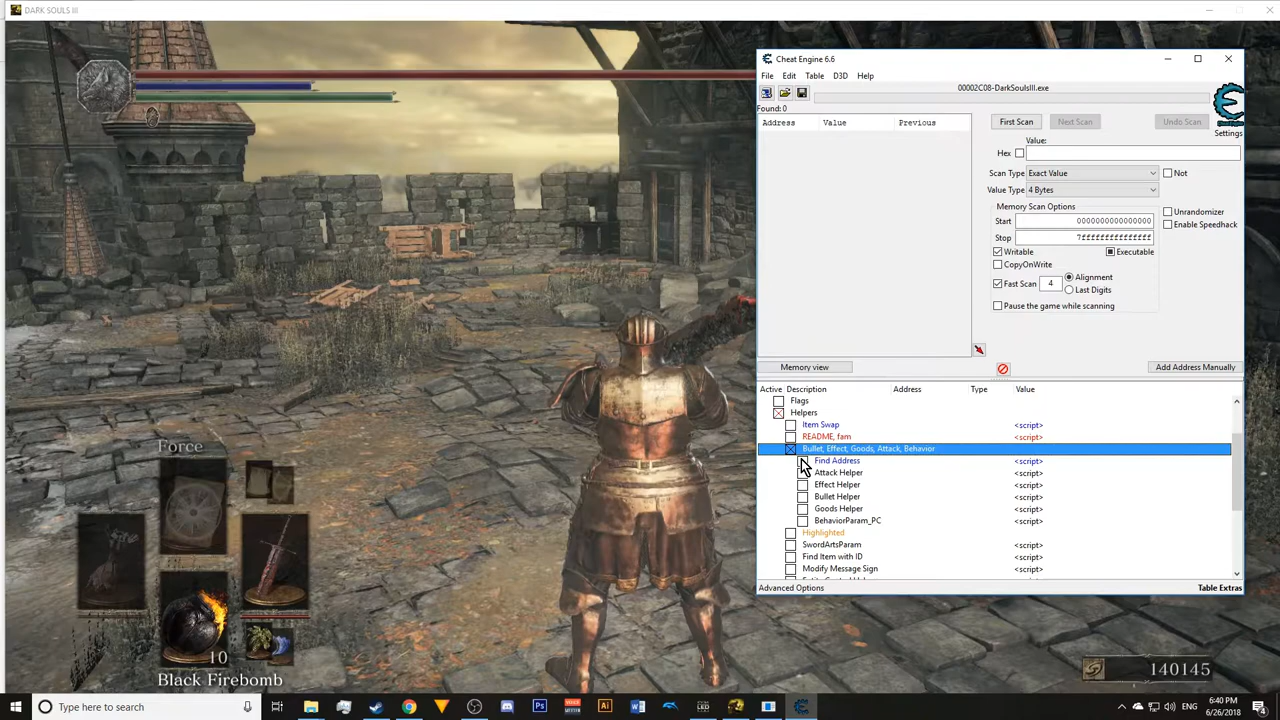 DARK SOULS III
Cheat Engine 6.6
File Edit Table D3D Help
00002C08-DarkSoulsIII.exe
Found: 0
Address Value Previous
First Scan Next Scan Undo Scan
Settings
Value:
Hex
Scan Type Exact Value Not
Value Type 4 Bytes
Memory Scan Options
Start 0000000000000000
Unrandomizer
Stop 7fffffffffffffff
Enable Speedhack
Writable Executable
CopyOnWrite
Fast Scan 4 Alignment
Last Digits
Pause the game while scanning
Memory view Add Address Manually
Active Description Address Type Value
Flags
Helpers
Item Swap <script>
README, fam <script>
Bullet, Effect, Goods, Attack, Behavior
Find Address <script>
Attack Helper <script>
Effect Helper <script>
Bullet Helper <script>
Goods Helper <script>
BehaviorParam_PC <script>
Highlighted
SwordArtsParam <script>
Find Item with ID <script>
Modify Message Sign <script>
Advanced Options Table Extras
Force
10
Black Firebomb
140145
Type here to search
6:40 PM
6/26/2018